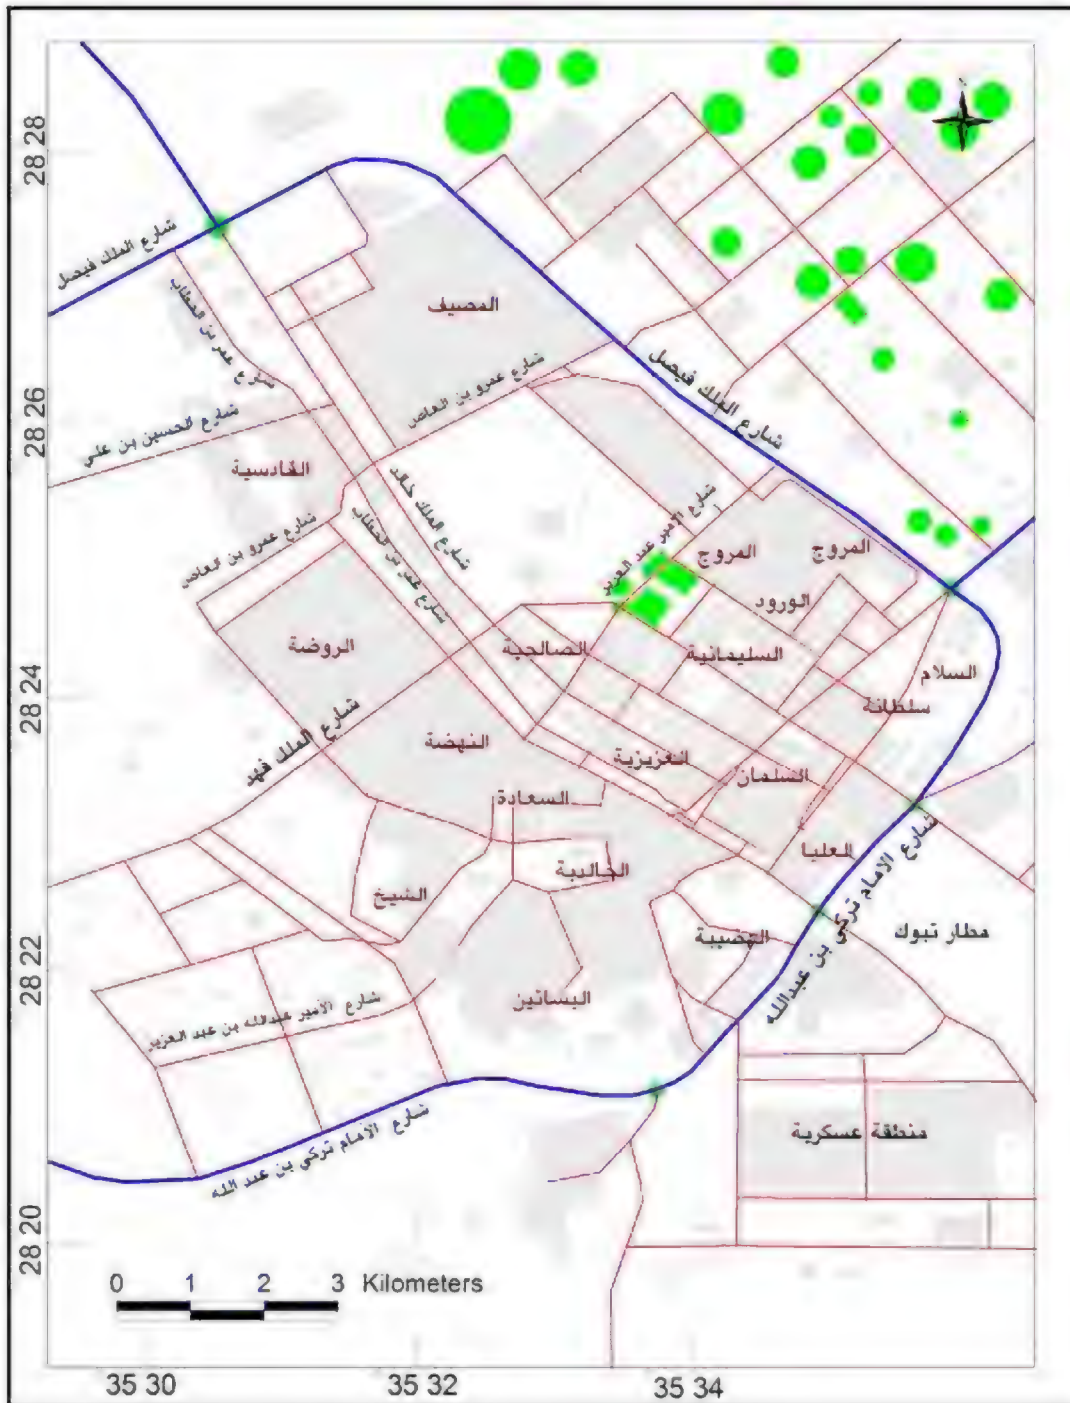 28 28
28 26
28 24
28 22
28 20
شارع الملك فيصل
شارع عمر بن الخطاب
المصيف
شارع عمرو بن العاص
شارع الملك فيصل
شارع الحسين بن علي
القادسية
شارع الملك خالد
شارع الأمير عبد العزيز
شارع عمرو بن العاص
شارع عمر بن الخطاب
المروج
المروج
الورود
الروضة
الصالحية
السليمانية
السلام
سلطانة
شارع الملك فهد
النهضة
العزيزية
السلمان
السعادة
العليا
شارع الامام تركي بن عبدالله
الخالدية
الشيخ
القضيبة
مطار تبوك
البساتين
شارع الأمير عبدالله بن عبد العزيز
شارع الامام تركي بن عبد الله
منطقة عسكرية
0 1 2 3 Kilometers
35 30 35 32 35 34